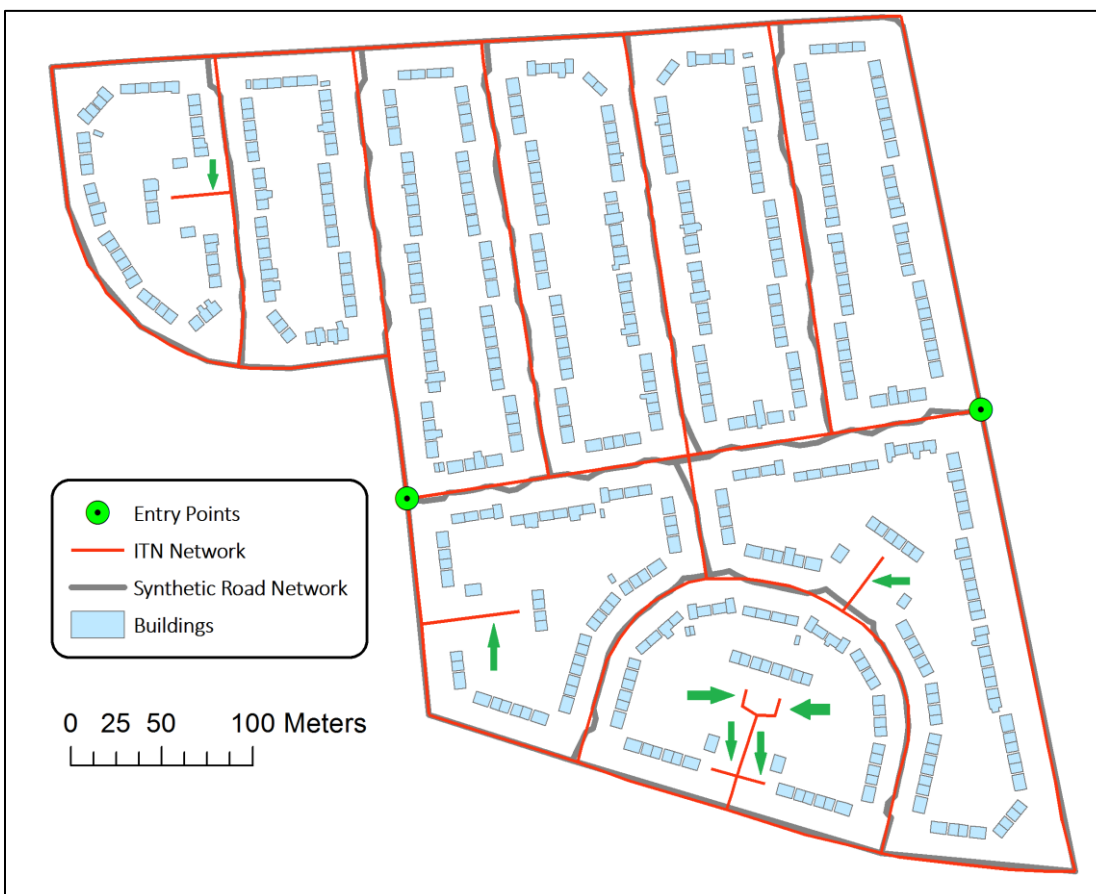 Entry Points
ITN Network
Synthetic Road Network
Buildings
0 25 50 100 Meters